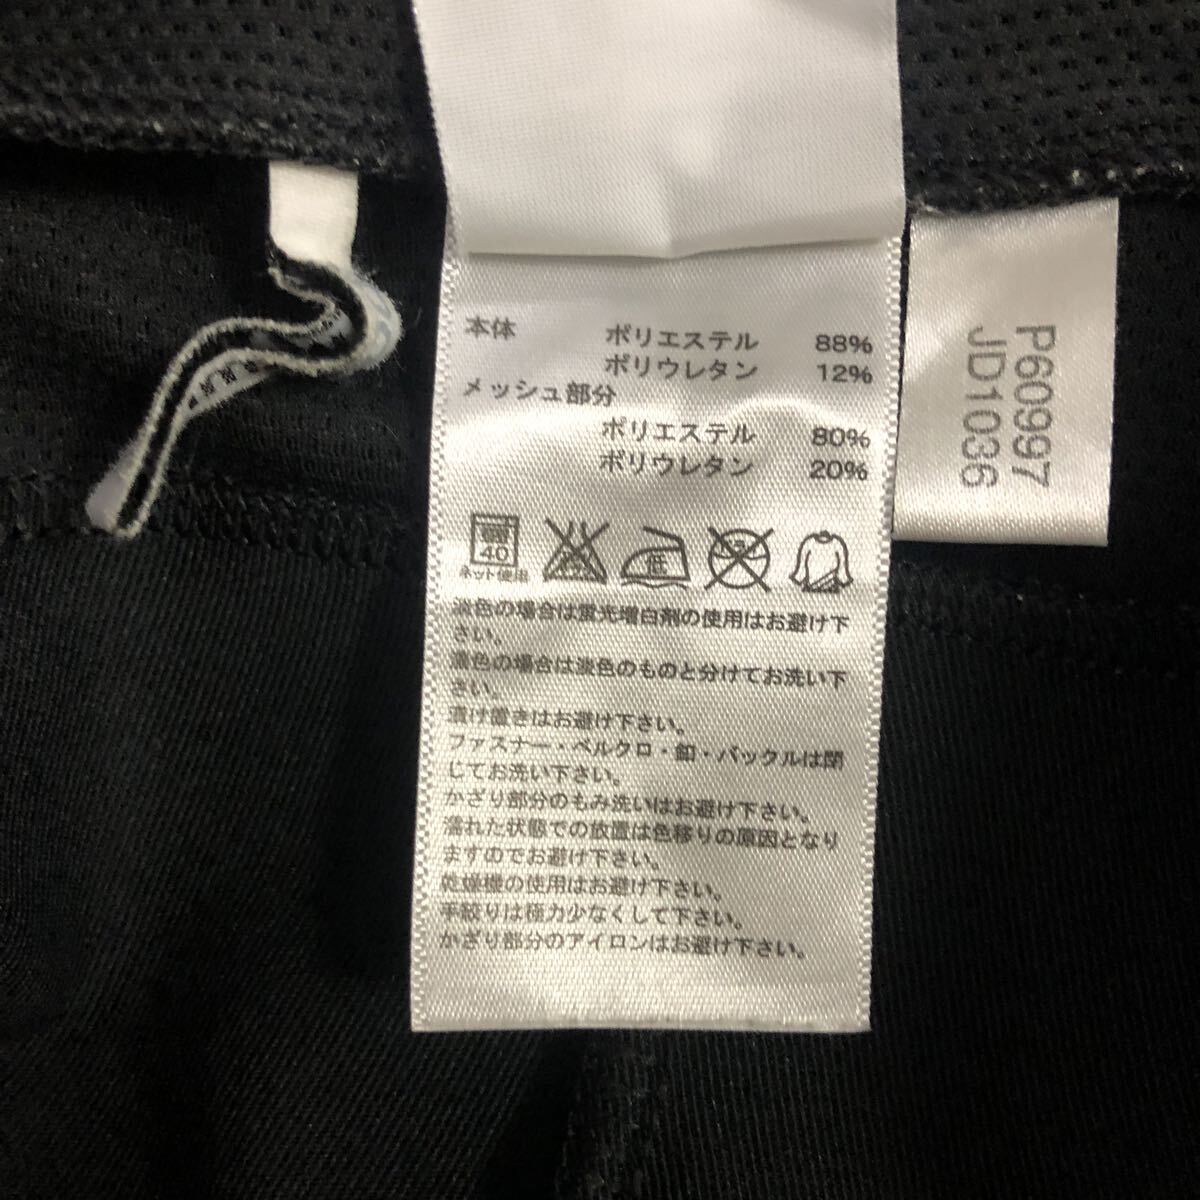 本体 ポリエステル 88%
ポリウレタン 12%
メッシュ部分
ポリエステル 80%
ポリウレタン 20%
40
ネット使用
低
淡色の場合は蛍光増白剤の使用はお避け下
さい。
濃色の場合は淡色のものと分けてお洗い下
さい。
漬け置きはお避け下さい。
ファスナー・ベルクロ・釦・バックルは閉
じてお洗い下さい。
かざり部分のもみ洗いはお避け下さい。
濡れた状態での放置は色移りの原因となり
ますのでお避け下さい。
乾燥機の使用はお避け下さい。
手絞りは極力少なくして下さい。
かざり部分のアイロンはお避け下さい。
P60997
JD1036